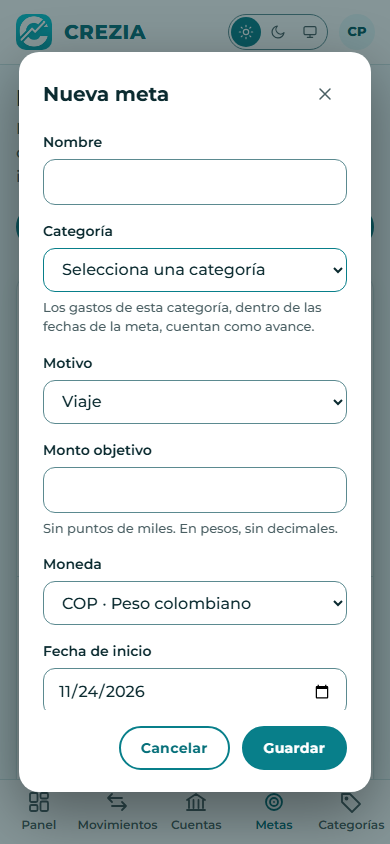 CREZIA
CP
Nueva meta
Nombre
Categoría
Selecciona una categoría
Los gastos de esta categoría, dentro de las
fechas de la meta, cuentan como avance.
Motivo
Viaje
Monto objetivo
Sin puntos de miles. En pesos, sin decimales.
Moneda
COP · Peso colombiano
Fecha de inicio
11/24/2026
Cancelar
Guardar
Panel
Movimientos
Cuentas
Metas
Categorías